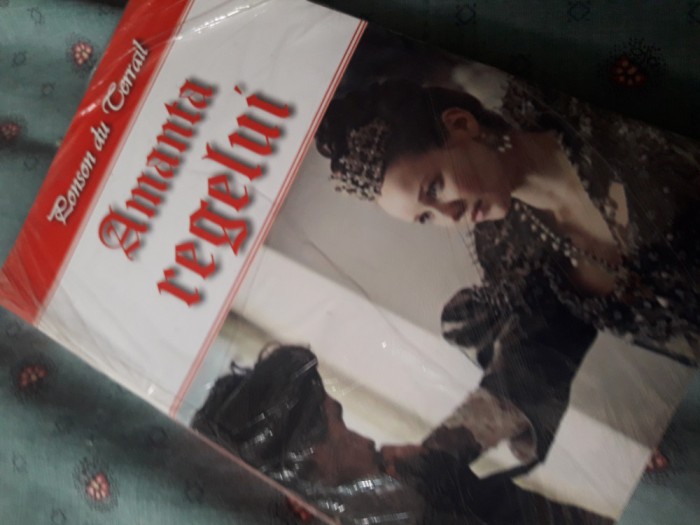 Ponson du Terrail
Amanta
regelui